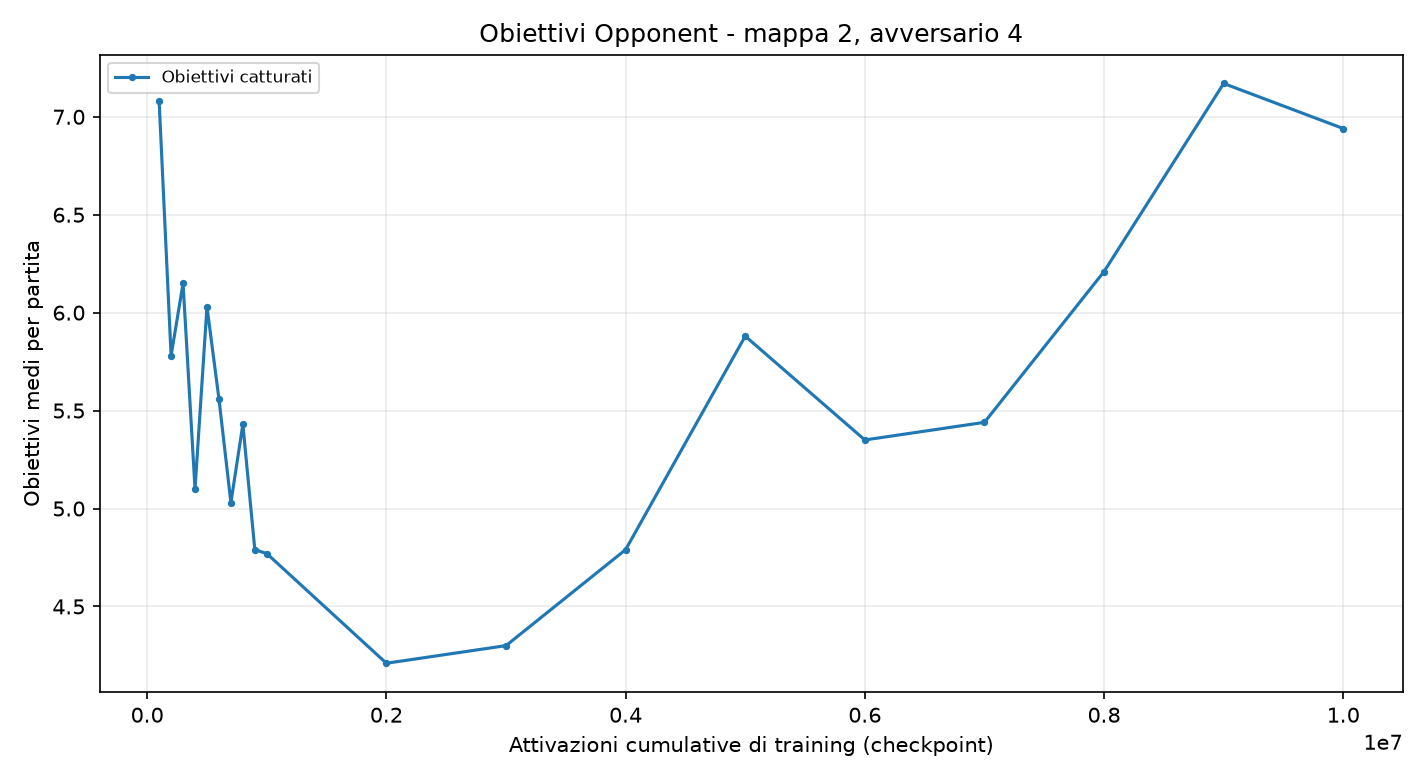 Obiettivi Opponent - mappa 2, avversario 4
Obiettivi catturati
Obiettivi medi per partita
7.0
6.5
6.0
5.5
5.0
4.5
0.0 0.2 0.4 0.6 0.8 1.0
1e7
Attivazioni cumulative di training (checkpoint)